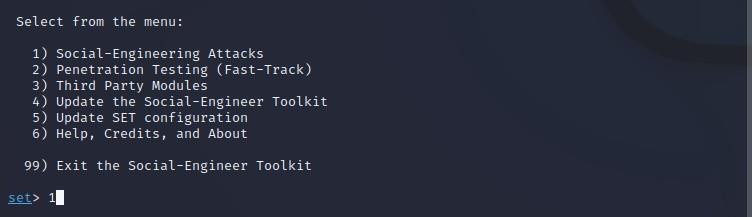 Select from the menu:
1) Social-Engineering Attacks
2) Penetration Testing (Fast-Track)
3) Third Party Modules
4) Update the Social-Engineer Toolkit
5) Update SET configuration
6) Help, Credits, and About
99) Exit the Social-Engineer Toolkit
set> 1